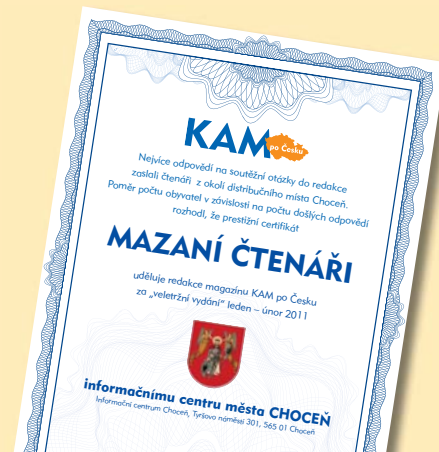 KAM
po Česku
Nejvíce odpovědí na soutěžní otázky do redakce
zaslali čtenáři z okolí distribučního místa Choceň.
Poměr počtu obyvatel v závislosti na počtu došlých odpovědí
rozhodl, že prestižní certifikát
MAZANÍ ČTENÁŘI
uděluje redakce magazínu KAM po Česku
za „veletržní vydání" leden – únor 2011
informačnímu centru města CHOCEŇ
Informační centrum Choceň, Tyršovo náměstí 301, 565 01 Choceň